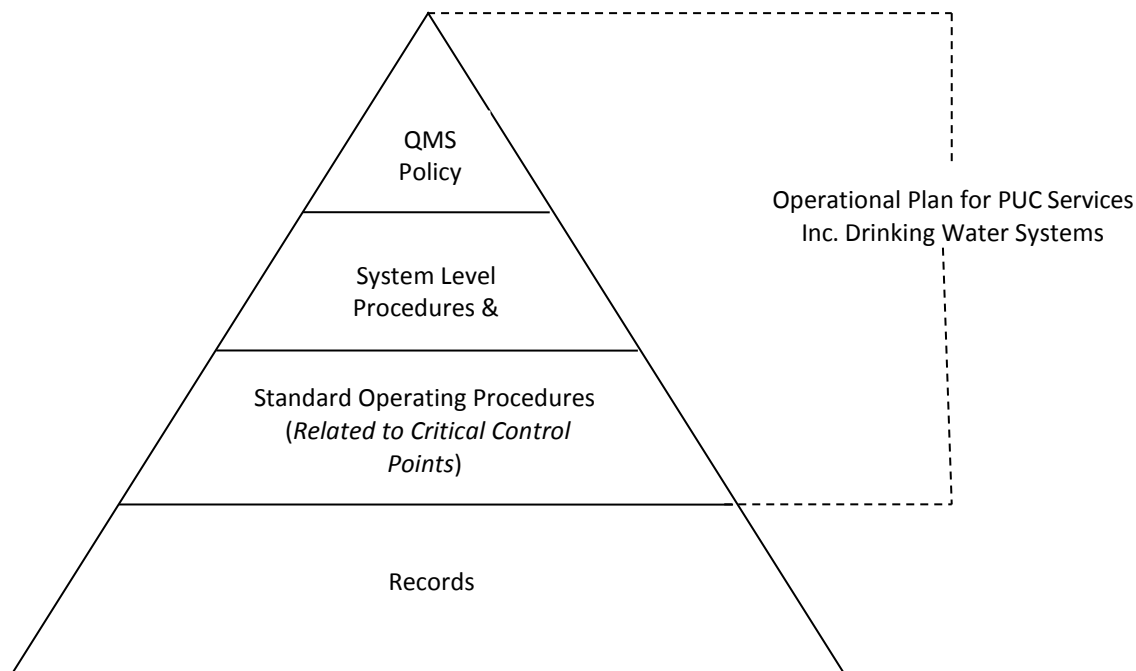 QMS
Policy
Operational Plan for PUC Services
Inc. Drinking Water Systems
System Level
Procedures &
Standard Operating Procedures
(Related to Critical Control
Points)
Records